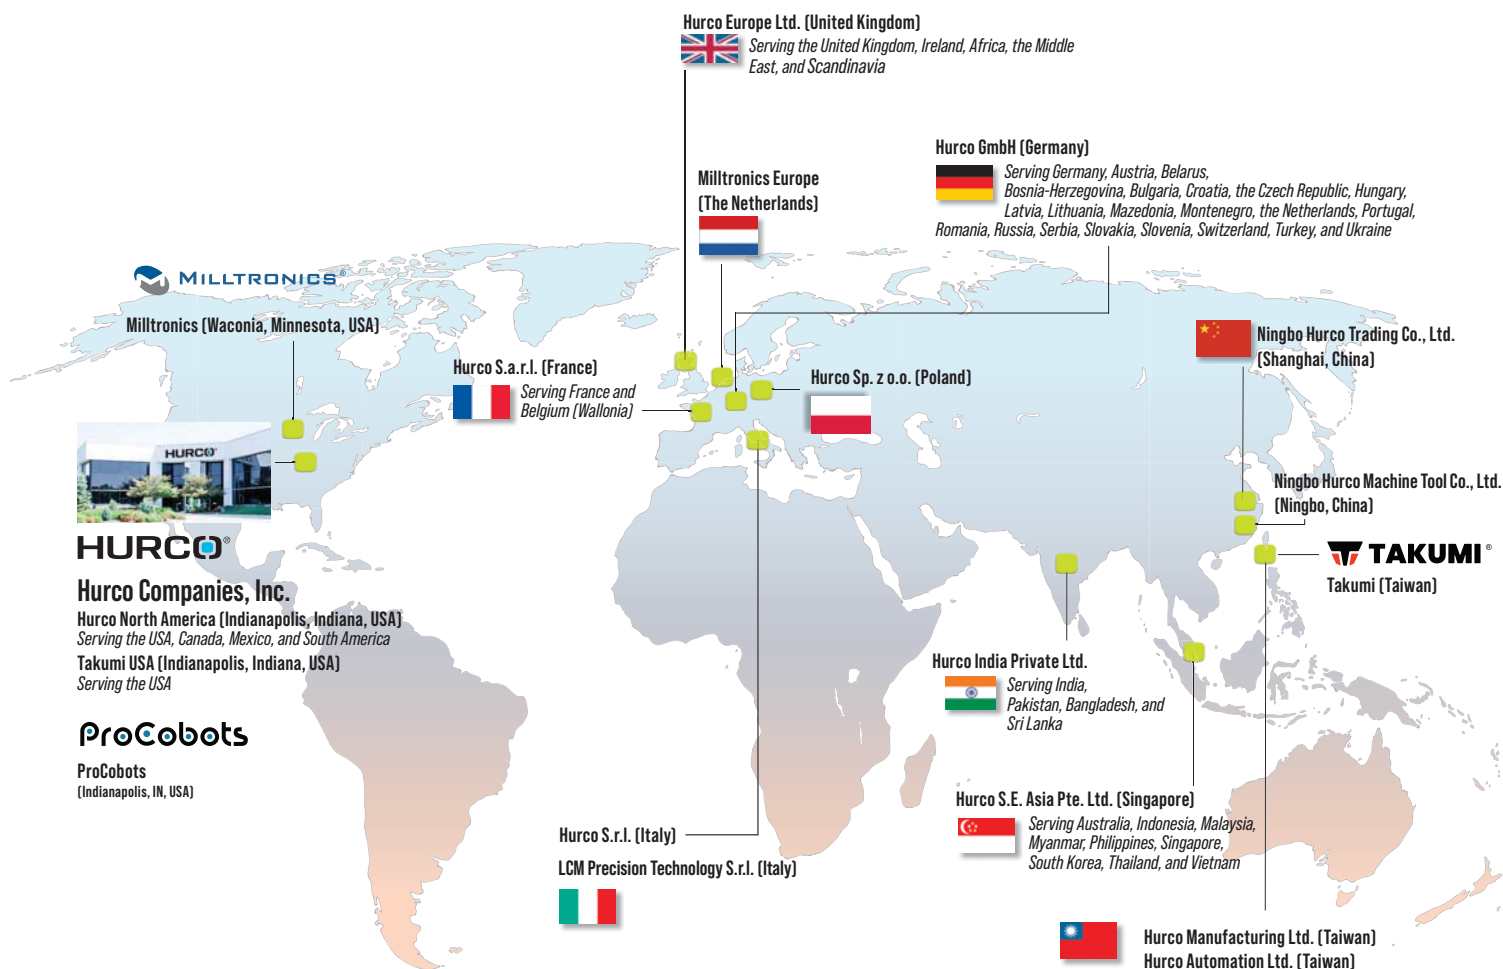 Hurco Europe Ltd. (United Kingdom)
Serving the United Kingdom, Ireland, Africa, the Middle
East, and Scandinavia
Hurco GmbH (Germany)
Serving Germany, Austria, Belarus,
Bosnia-Herzegovina, Bulgaria, Croatia, the Czech Republic, Hungary,
Latvia, Lithuania, Mazedonia, Montenegro, the Netherlands, Portugal,
Romania, Russia, Serbia, Slovakia, Slovenia, Switzerland, Turkey, and Ukraine
Milltronics Europe
(The Netherlands)
MILLTRONICS®
Milltronics (Waconia, Minnesota, USA)
Hurco S.a.r.l. (France)
Serving France and
Belgium (Wallonia)
Hurco Sp. z o.o. (Poland)
Ningbo Hurco Trading Co., Ltd.
(Shanghai, China)
Ningbo Hurco Machine Tool Co., Ltd.
(Ningbo, China)
TAKUMI®
Takumi (Taiwan)
HURCO®
HURCO®
Hurco Companies, Inc.
Hurco North America (Indianapolis, Indiana, USA)
Serving the USA, Canada, Mexico, and South America
Takumi USA (Indianapolis, Indiana, USA)
Serving the USA
ProCobots
ProCobots
(Indianapolis, IN, USA)
Hurco India Private Ltd.
Serving India,
Pakistan, Bangladesh, and
Sri Lanka
Hurco S.E. Asia Pte. Ltd. (Singapore)
Serving Australia, Indonesia, Malaysia,
Myanmar, Philippines, Singapore,
South Korea, Thailand, and Vietnam
Hurco S.r.l. (Italy)
LCM Precision Technology S.r.l. (Italy)
Hurco Manufacturing Ltd. (Taiwan)
Hurco Automation Ltd. (Taiwan)